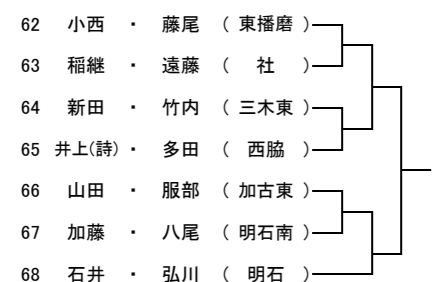 62 小西 ・ 藤尾 ( 東播磨 )
63 稲継 ・ 遠藤 ( 社 )
64 新田 ・ 竹内 ( 三木東 )
65 井上(詩) ・ 多田 ( 西脇 )
66 山田 ・ 服部 ( 加古東 )
67 加藤 ・ 八尾 ( 明石南 )
68 石井 ・ 弘川 ( 明石 )